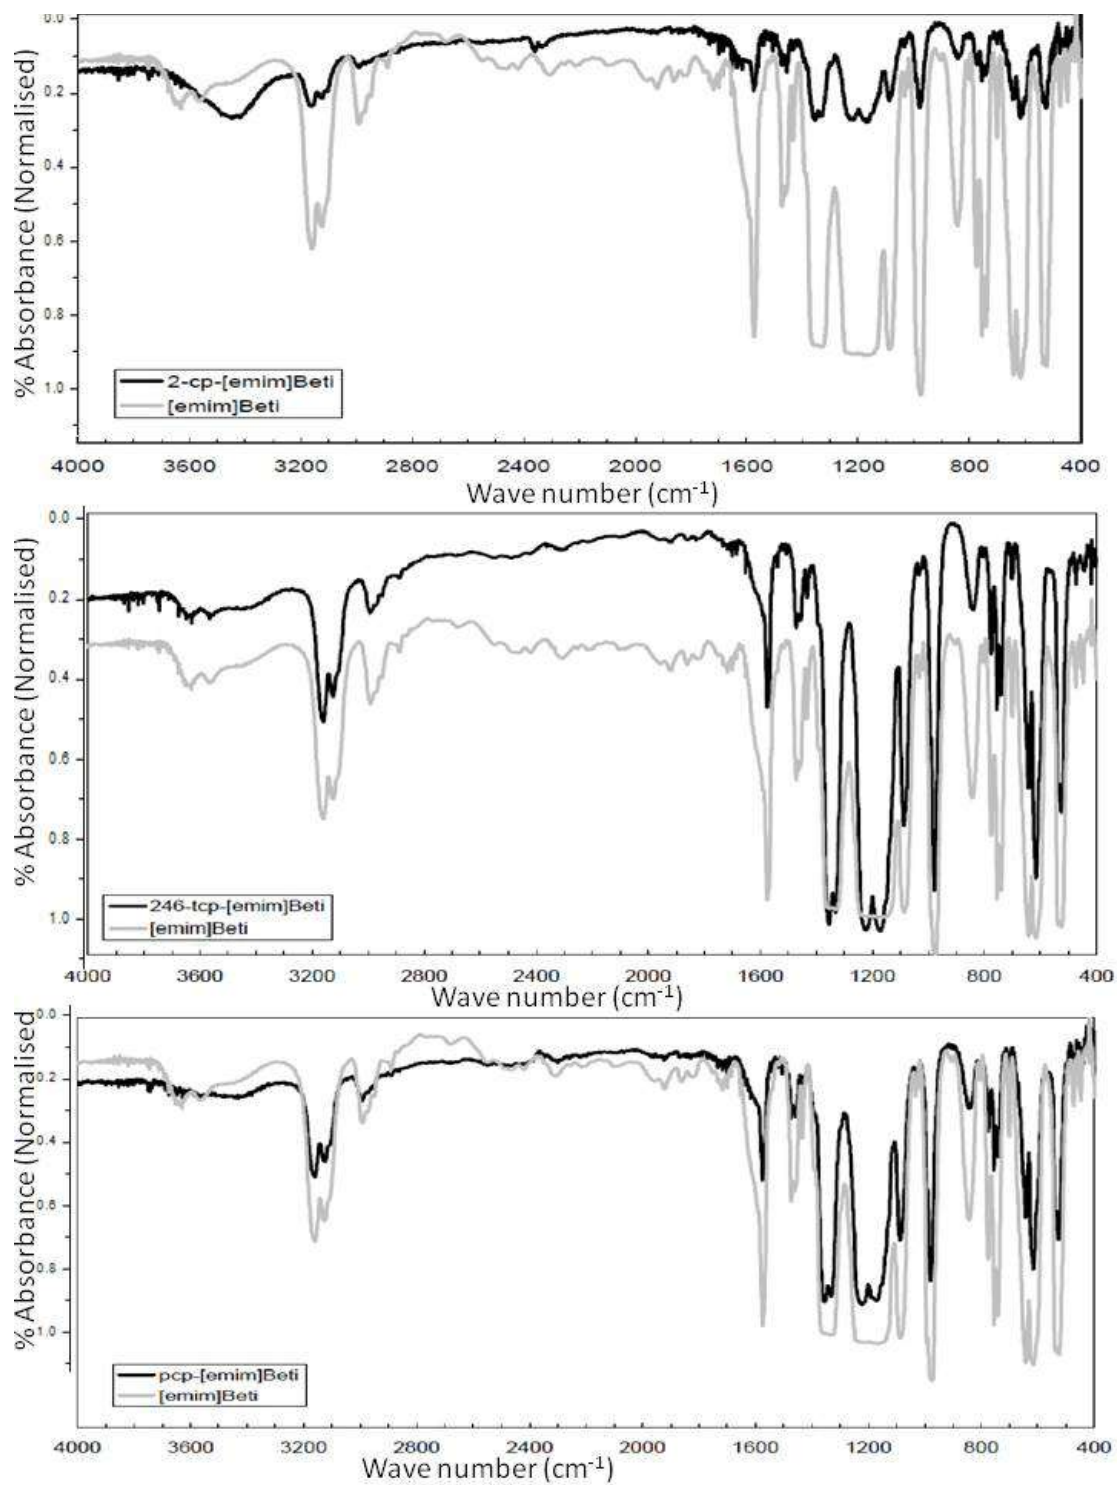 % Absorbance (Normalised)
0.0
0.2
0.4
0.6
0.8
1.0
2-cp-[emim]Beti
[emim]Beti
4000 3600 3200 2800 2400 2000 1600 1200 800 400
Wave number (cm-1)
% Absorbance (Normalised)
0.0
0.2
0.4
0.6
0.8
1.0
246-tcp-[emim]Beti
[emim]Beti
4000 3600 3200 2800 2400 2000 1600 1200 800 400
Wave number (cm-1)
% Absorbance (Normalised)
0.0
0.2
0.4
0.6
0.8
1.0
pcp-[emim]Beti
[emim]Beti
4000 3600 3200 2800 2400 2000 1600 1200 800 400
Wave number (cm-1)